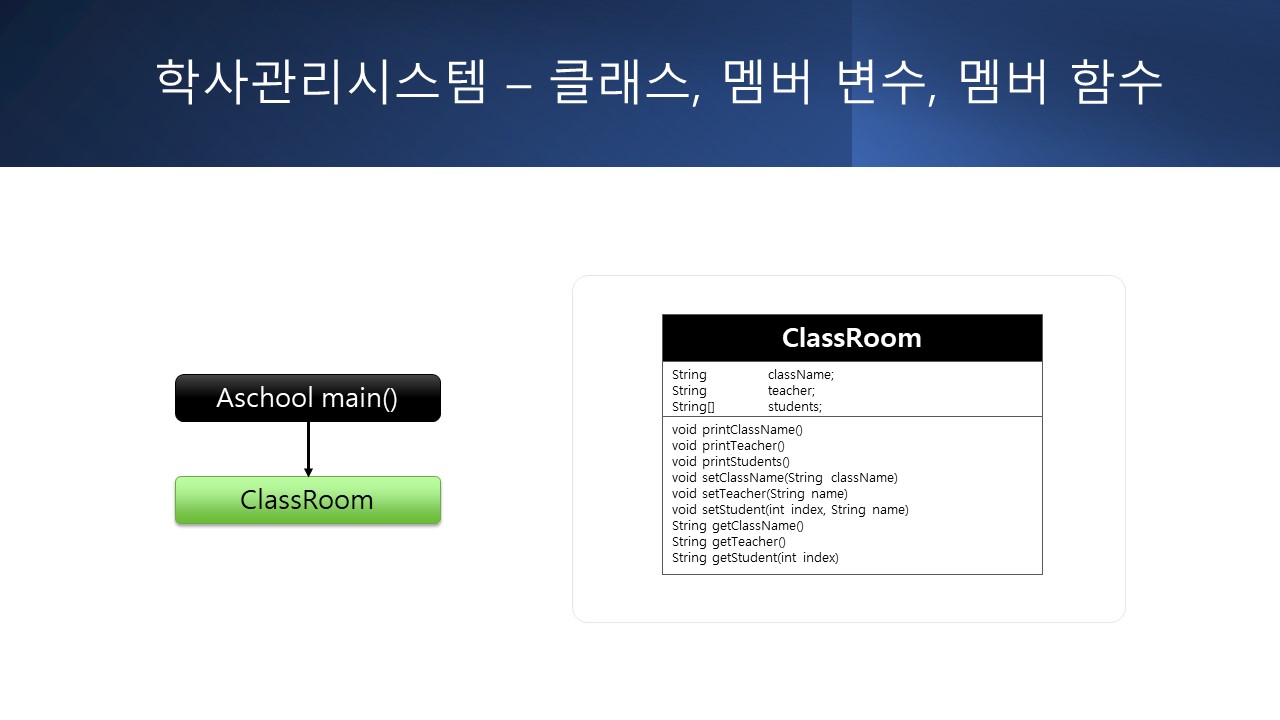 학사관리시스템 – 클래스, 멤버 변수, 멤버 함수
Aschool main()
ClassRoom
ClassRoom
String className;
String teacher;
String[] students;
void printClassName()
void printTeacher()
void printStudents()
void setClassName(String className)
void setTeacher(String name)
void setStudent(int index, String name)
String getClassName()
String getTeacher()
String getStudent(int index)